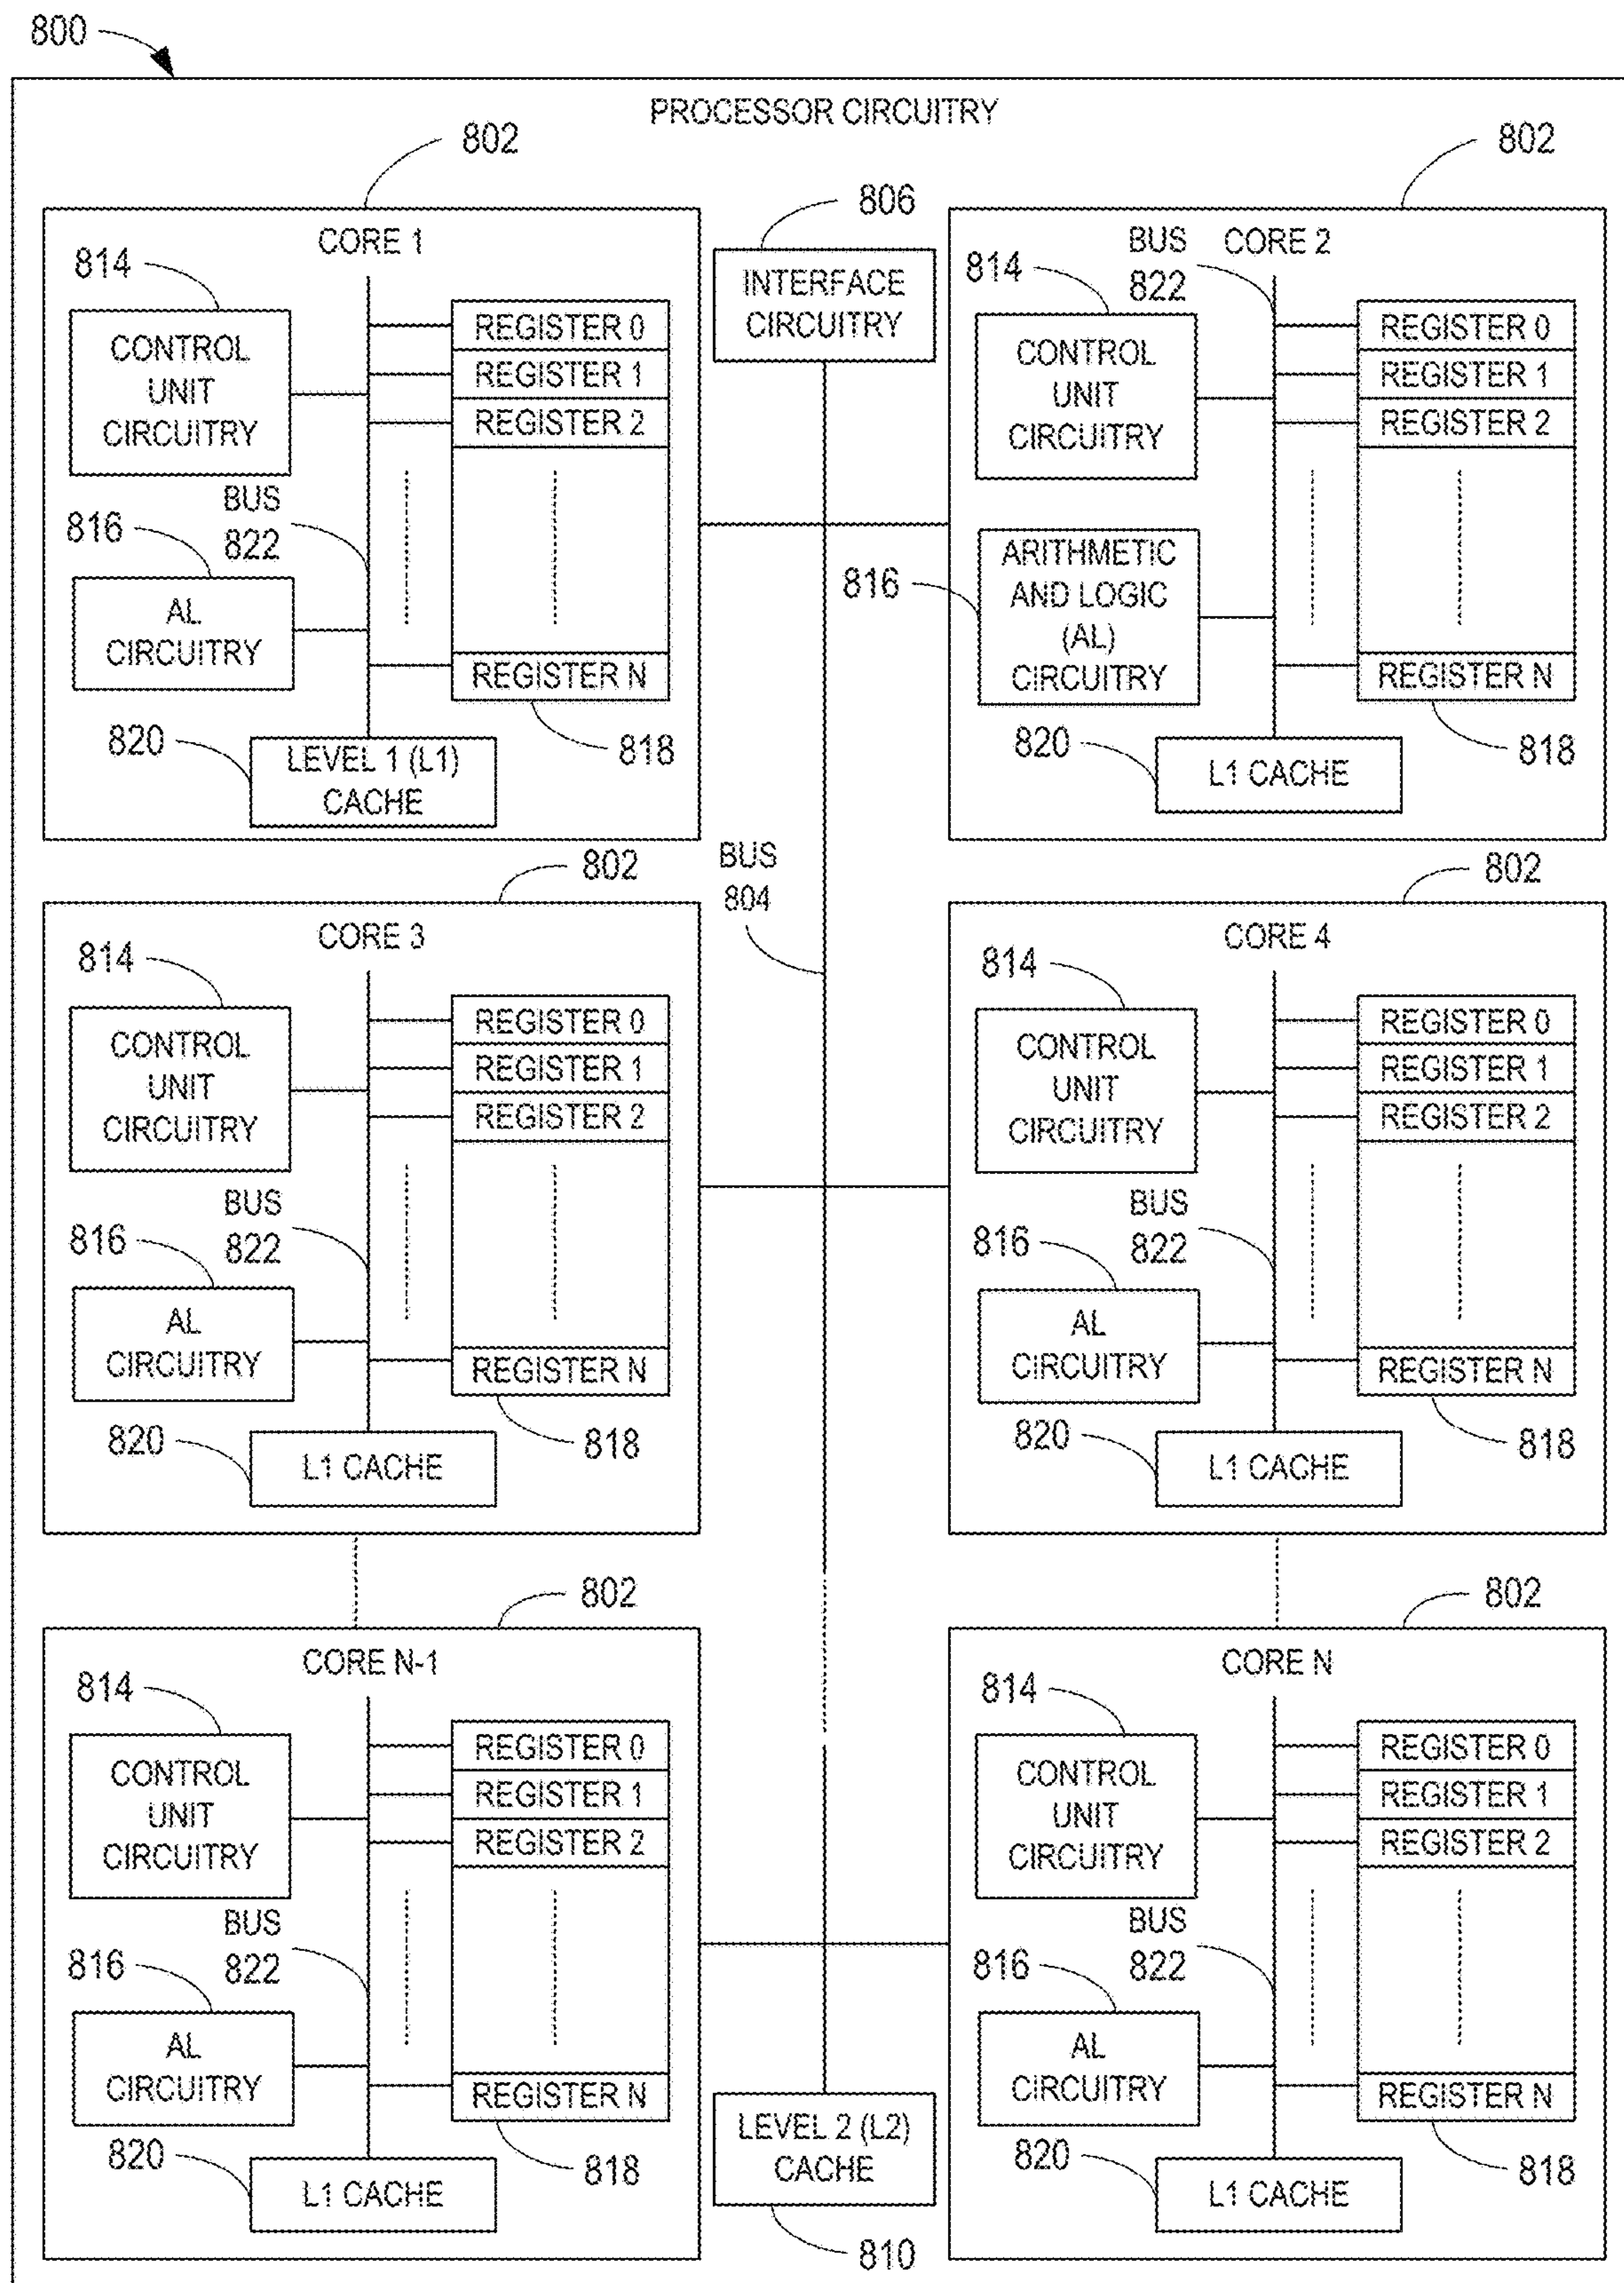 800
PROCESSOR CIRCUITRY
802
CORE 1
814
CONTROL
UNIT
CIRCUITRY
REGISTER 0
REGISTER 1
REGISTER 2
BUS
822
816
AL
CIRCUITRY
REGISTER N
820
LEVEL 1 (L1)
CACHE
818
806
INTERFACE
CIRCUITRY
802
BUS
822
CORE 2
814
CONTROL
UNIT
CIRCUITRY
REGISTER 0
REGISTER 1
REGISTER 2
816
ARITHMETIC
AND LOGIC
(AL)
CIRCUITRY
REGISTER N
820
L1 CACHE
818
BUS
804
802
CORE 3
814
CONTROL
UNIT
CIRCUITRY
REGISTER 0
REGISTER 1
REGISTER 2
BUS
822
816
AL
CIRCUITRY
REGISTER N
820
L1 CACHE
818
802
CORE 4
814
CONTROL
UNIT
CIRCUITRY
REGISTER 0
REGISTER 1
REGISTER 2
BUS
822
816
AL
CIRCUITRY
REGISTER N
820
L1 CACHE
818
802
CORE N-1
814
CONTROL
UNIT
CIRCUITRY
REGISTER 0
REGISTER 1
REGISTER 2
BUS
822
816
AL
CIRCUITRY
REGISTER N
820
L1 CACHE
818
LEVEL 2 (L2)
CACHE
810
802
CORE N
814
CONTROL
UNIT
CIRCUITRY
REGISTER 0
REGISTER 1
REGISTER 2
BUS
822
816
AL
CIRCUITRY
REGISTER N
820
L1 CACHE
818